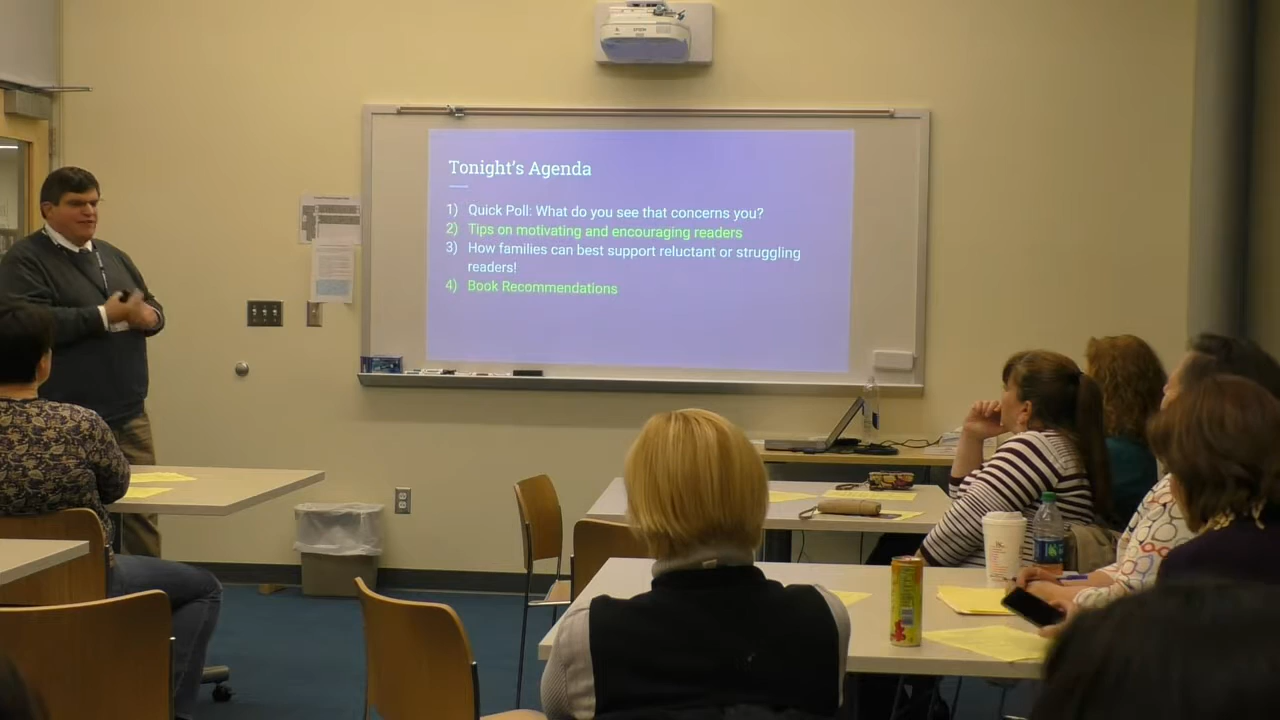 EPSON
Tonight's Agenda
1) Quick Poll: What do you see that concerns you?
2) Tips on motivating and encouraging readers
3) How families can best support reluctant or struggling
readers!
4) Book Recommendations